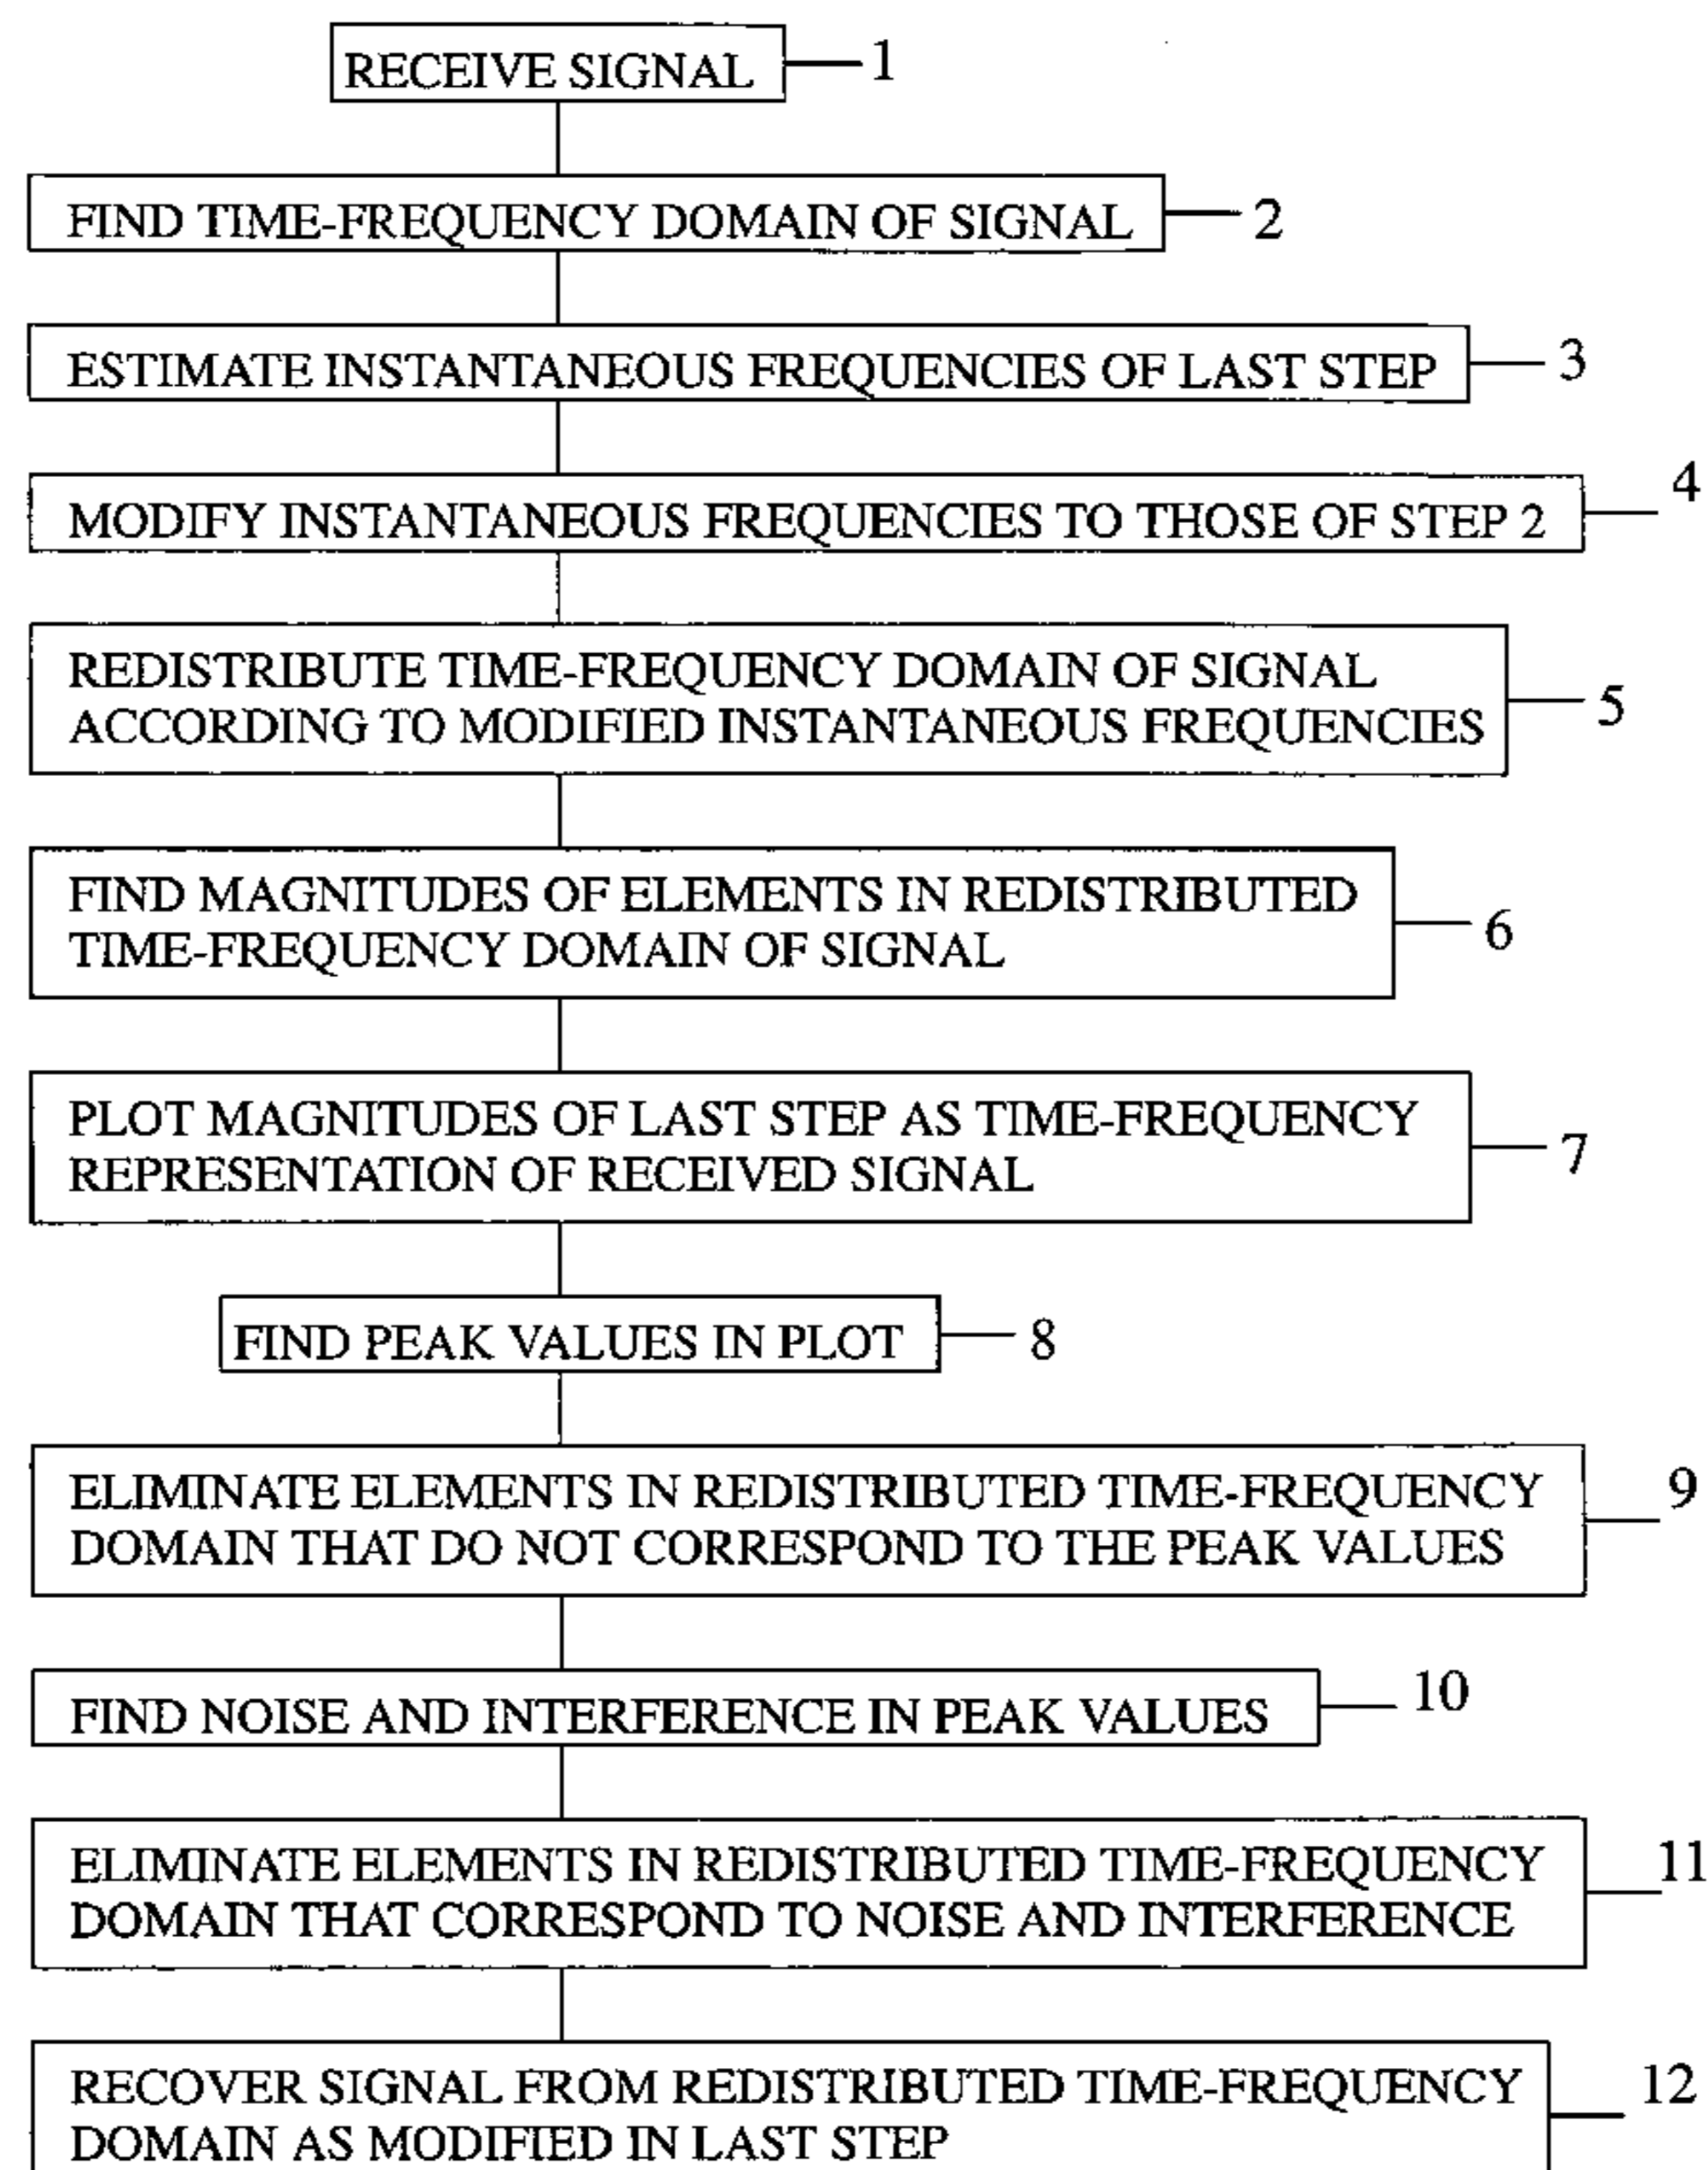 RECEIVE SIGNAL 1
FIND TIME-FREQUENCY DOMAIN OF SIGNAL 2
ESTIMATE INSTANTANEOUS FREQUENCIES OF LAST STEP 3
MODIFY INSTANTANEOUS FREQUENCIES TO THOSE OF STEP 2 4
REDISTRIBUTE TIME-FREQUENCY DOMAIN OF SIGNAL
ACCORDING TO MODIFIED INSTANTANEOUS FREQUENCIES 5
FIND MAGNITUDES OF ELEMENTS IN REDISTRIBUTED
TIME-FREQUENCY DOMAIN OF SIGNAL 6
PLOT MAGNITUDES OF LAST STEP AS TIME-FREQUENCY
REPRESENTATION OF RECEIVED SIGNAL 7
FIND PEAK VALUES IN PLOT 8
ELIMINATE ELEMENTS IN REDISTRIBUTED TIME-FREQUENCY 9
DOMAIN THAT DO NOT CORRESPOND TO THE PEAK VALUES
FIND NOISE AND INTERFERENCE IN PEAK VALUES 10
ELIMINATE ELEMENTS IN REDISTRIBUTED TIME-FREQUENCY 11
DOMAIN THAT CORRESPOND TO NOISE AND INTERFERENCE
RECOVER SIGNAL FROM REDISTRIBUTED TIME-FREQUENCY 12
DOMAIN AS MODIFIED IN LAST STEP